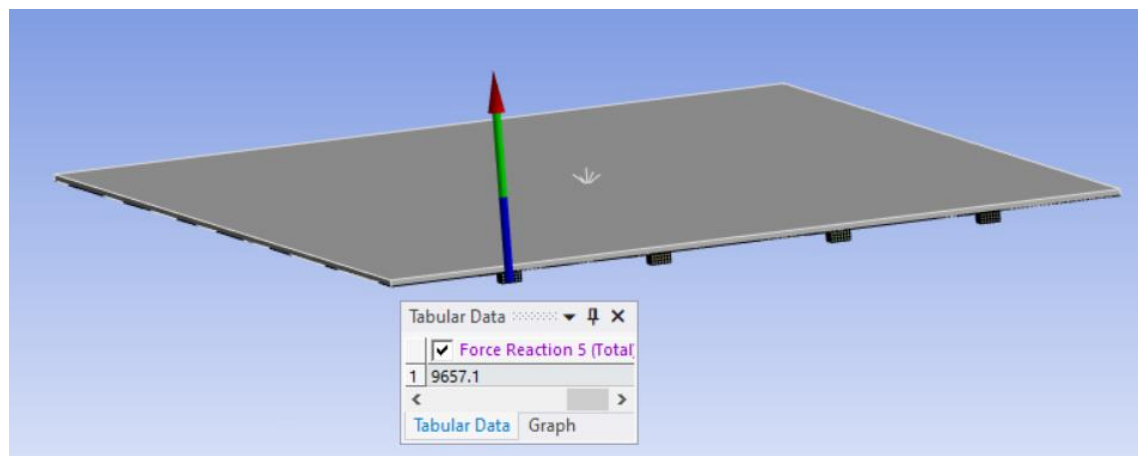 Tabular Data
Force Reaction 5 (Total)
1 9657.1
Tabular Data Graph